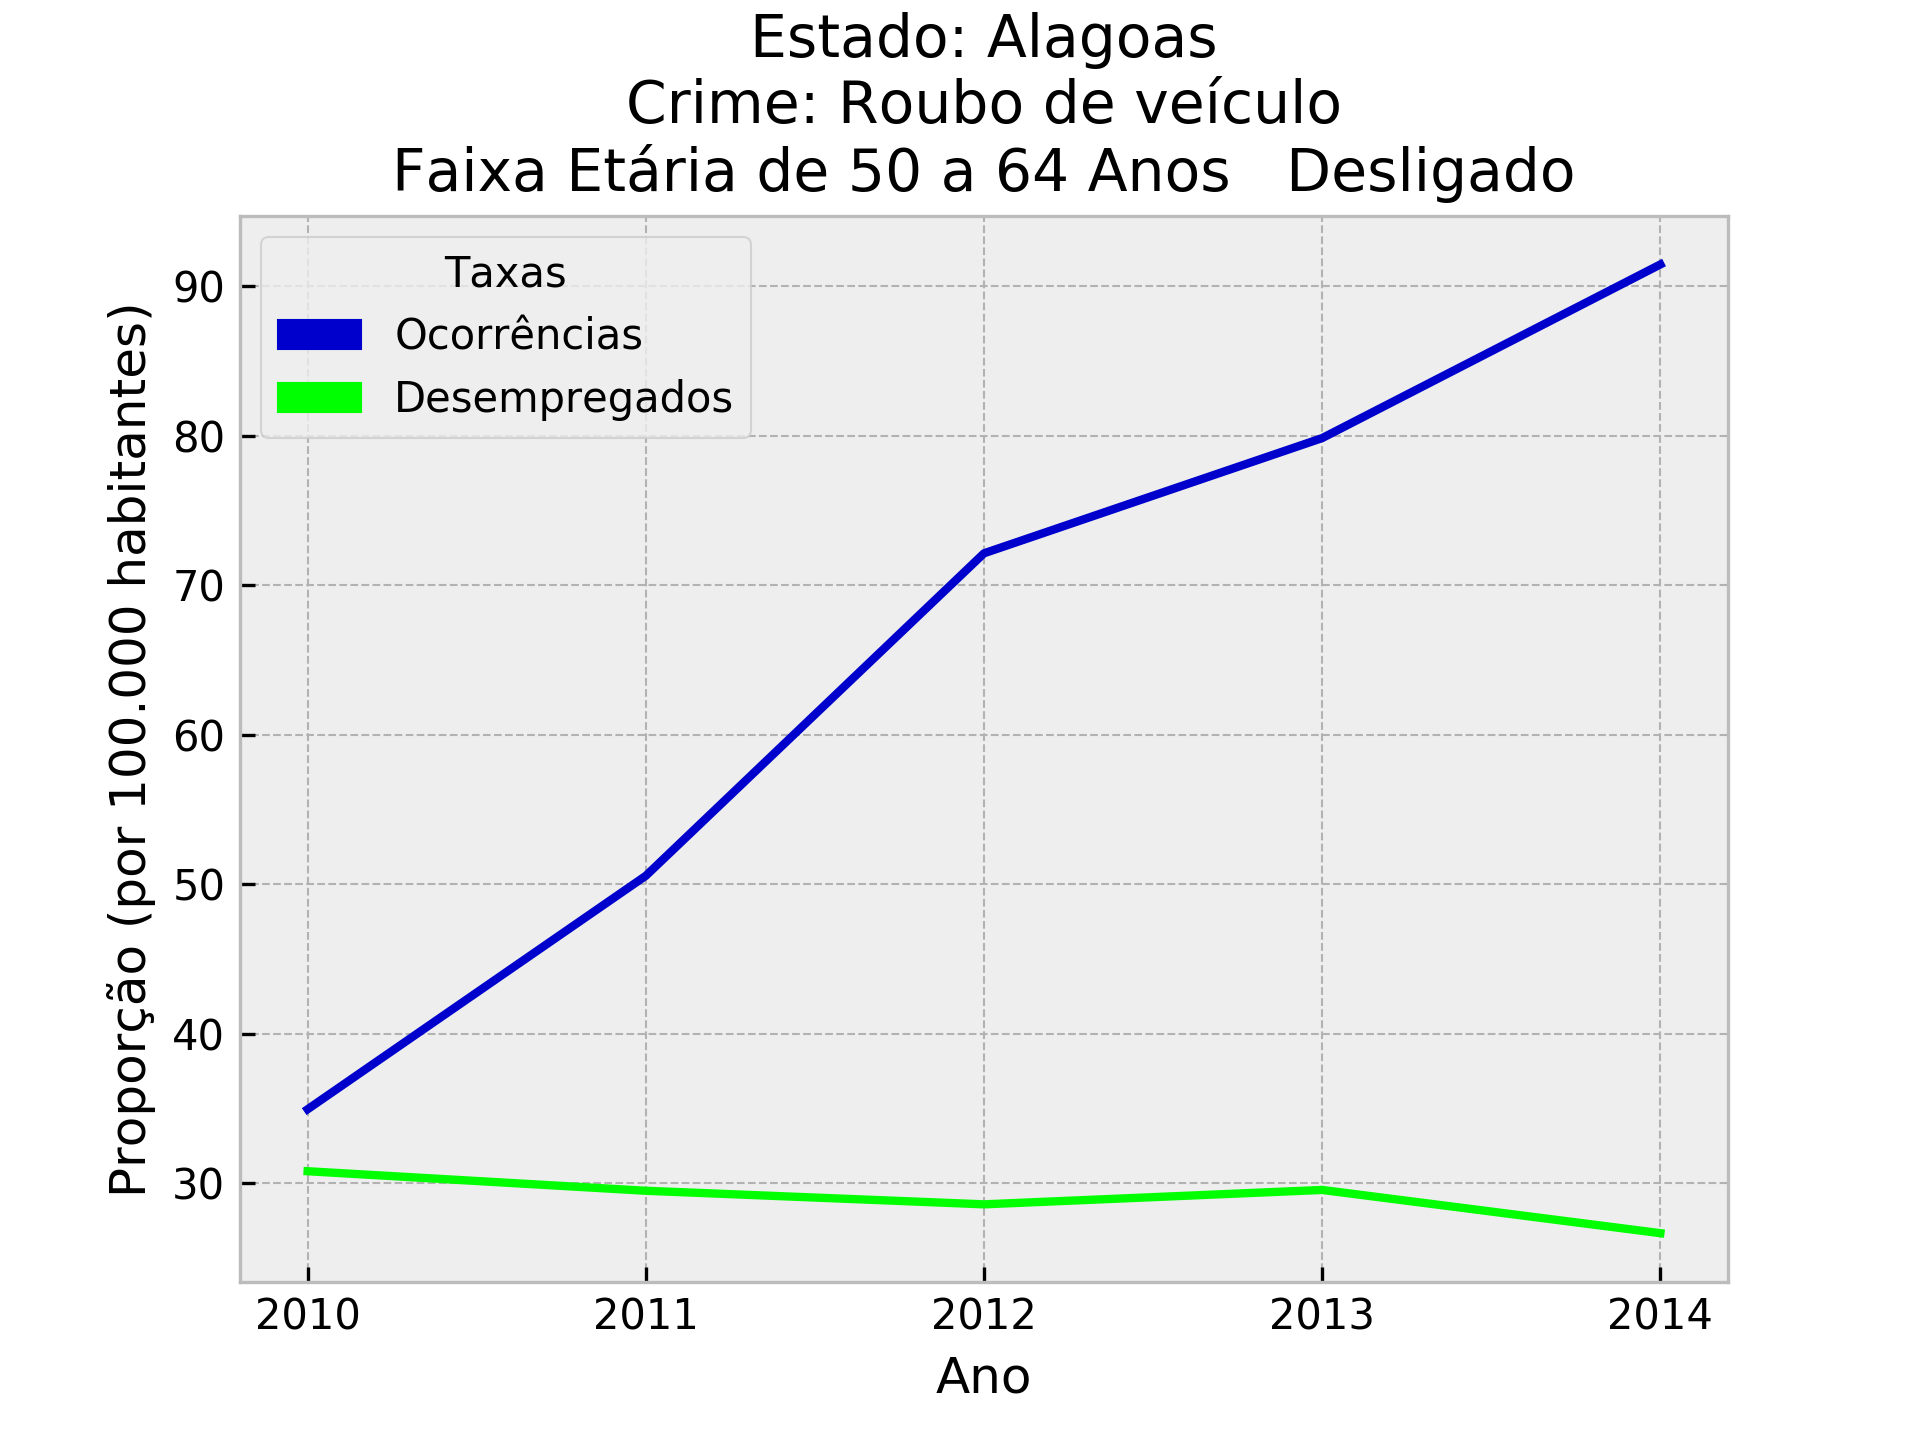 Estado: Alagoas
Crime: Roubo de veículo
Faixa Etária de 50 a 64 Anos   Desligado
Taxas
Ocorrências
Desempregados
Proporção (por 100.000 habitantes)
90
80
70
60
50
40
30
2010 2011 2012 2013 2014
Ano